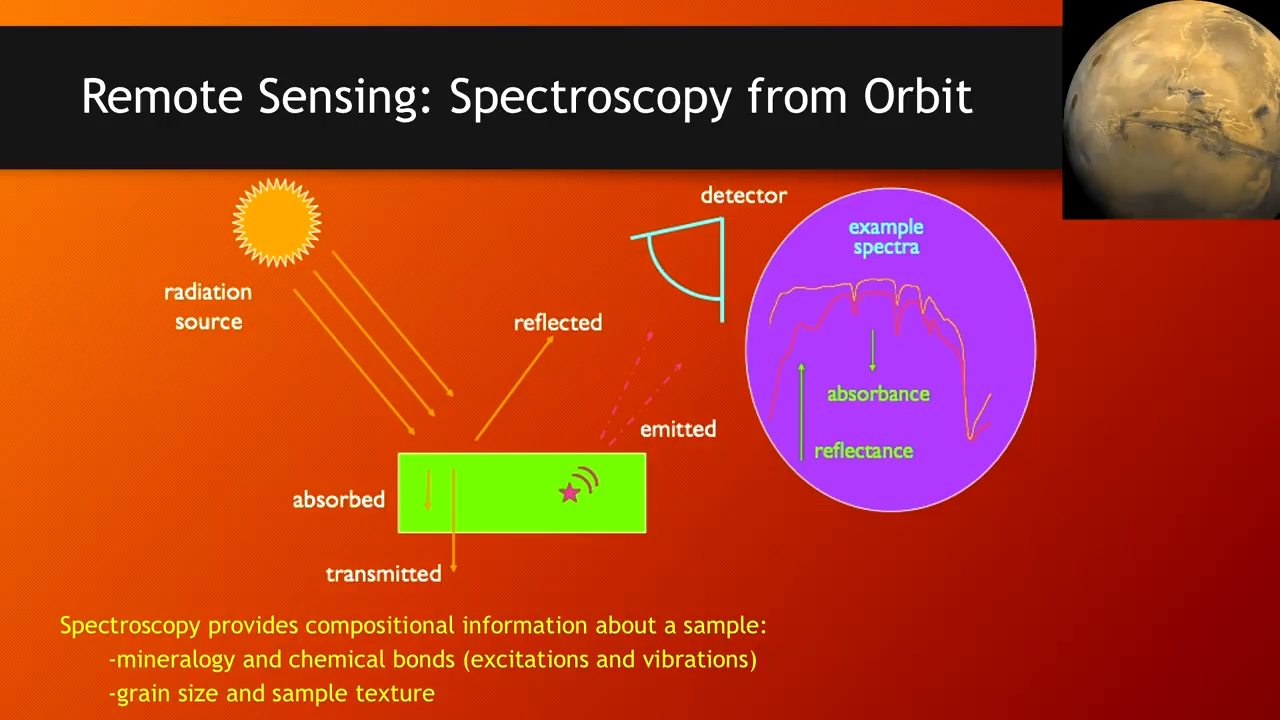 Remote Sensing: Spectroscopy from Orbit
detector
example
spectra
radiation
source
reflected
absorbance
emitted
reflectance
absorbed
transmitted
Spectroscopy provides compositional information about a sample:
-mineralogy and chemical bonds (excitations and vibrations)
-grain size and sample texture